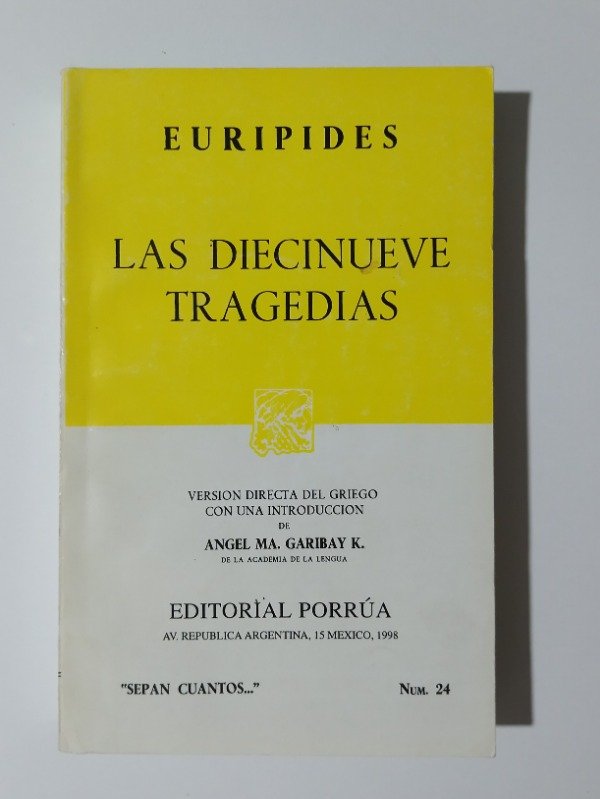 EURIPIDES
LAS DIECINUEVE
TRAGEDIAS
VERSION DIRECTA DEL GRIEGO
CON UNA INTRODUCCION
DE
ANGEL MA. GARIBAY K.
DE LA ACADEMIA DE LA LENGUA
EDITORIAL PORRÚA
AV. REPUBLICA ARGENTINA, 15 MEXICO, 1998
"SEPAN CUANTOS..." NUM. 24